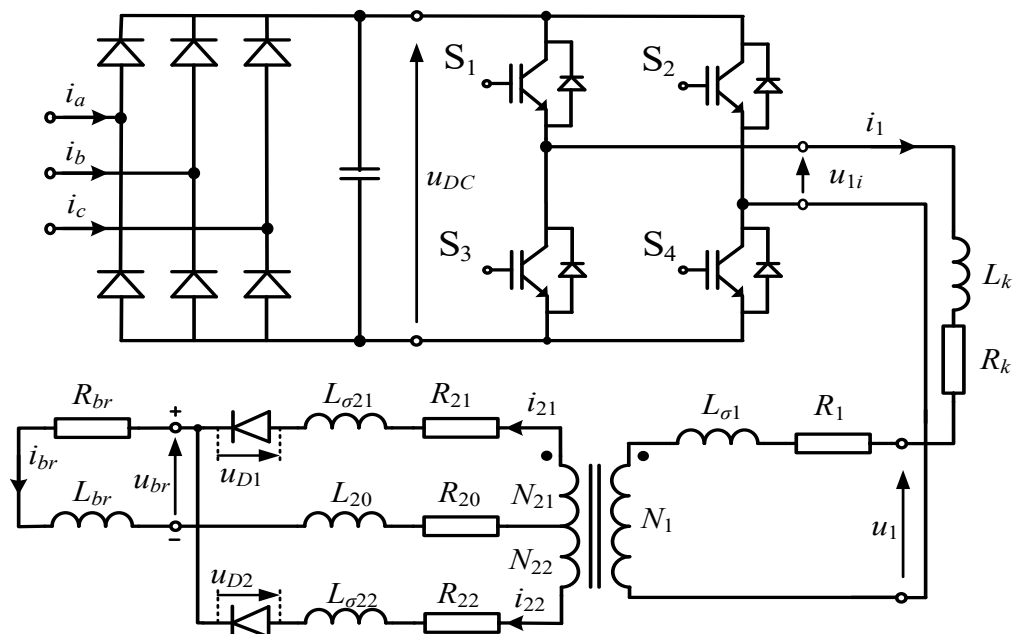 S1
S2
ia
i1
ib
uDC
u1i
ic
S3
S4
Lk
Rk
Rbr
Lσ21
R21
i21
Lσ1
R1
+
ibr
uD1
ubr
Lbr
L20
R20
N21
N1
u1
−
N22
uD2
Lσ22
R22
i22